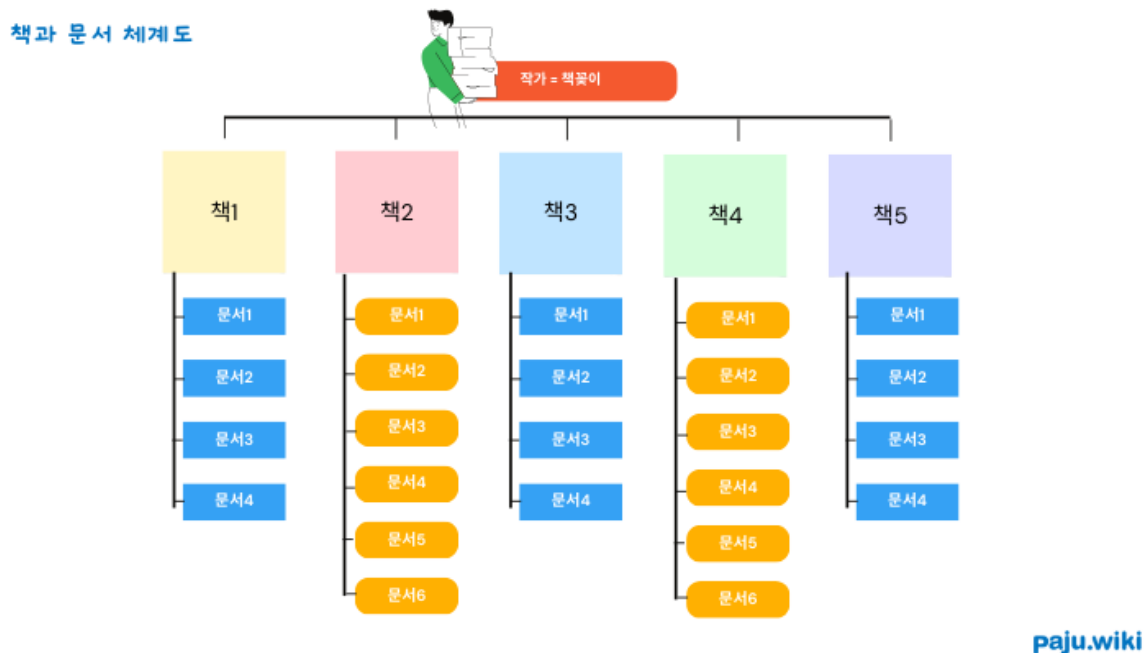 책과 문서 체계도
작가 = 책꽂이
책1
책2
책3
책4
책5
문서1
문서2
문서3
문서4
문서1
문서2
문서3
문서4
문서5
문서6
문서1
문서2
문서3
문서4
문서1
문서2
문서3
문서4
문서5
문서6
문서1
문서2
문서3
문서4
paju.wiki